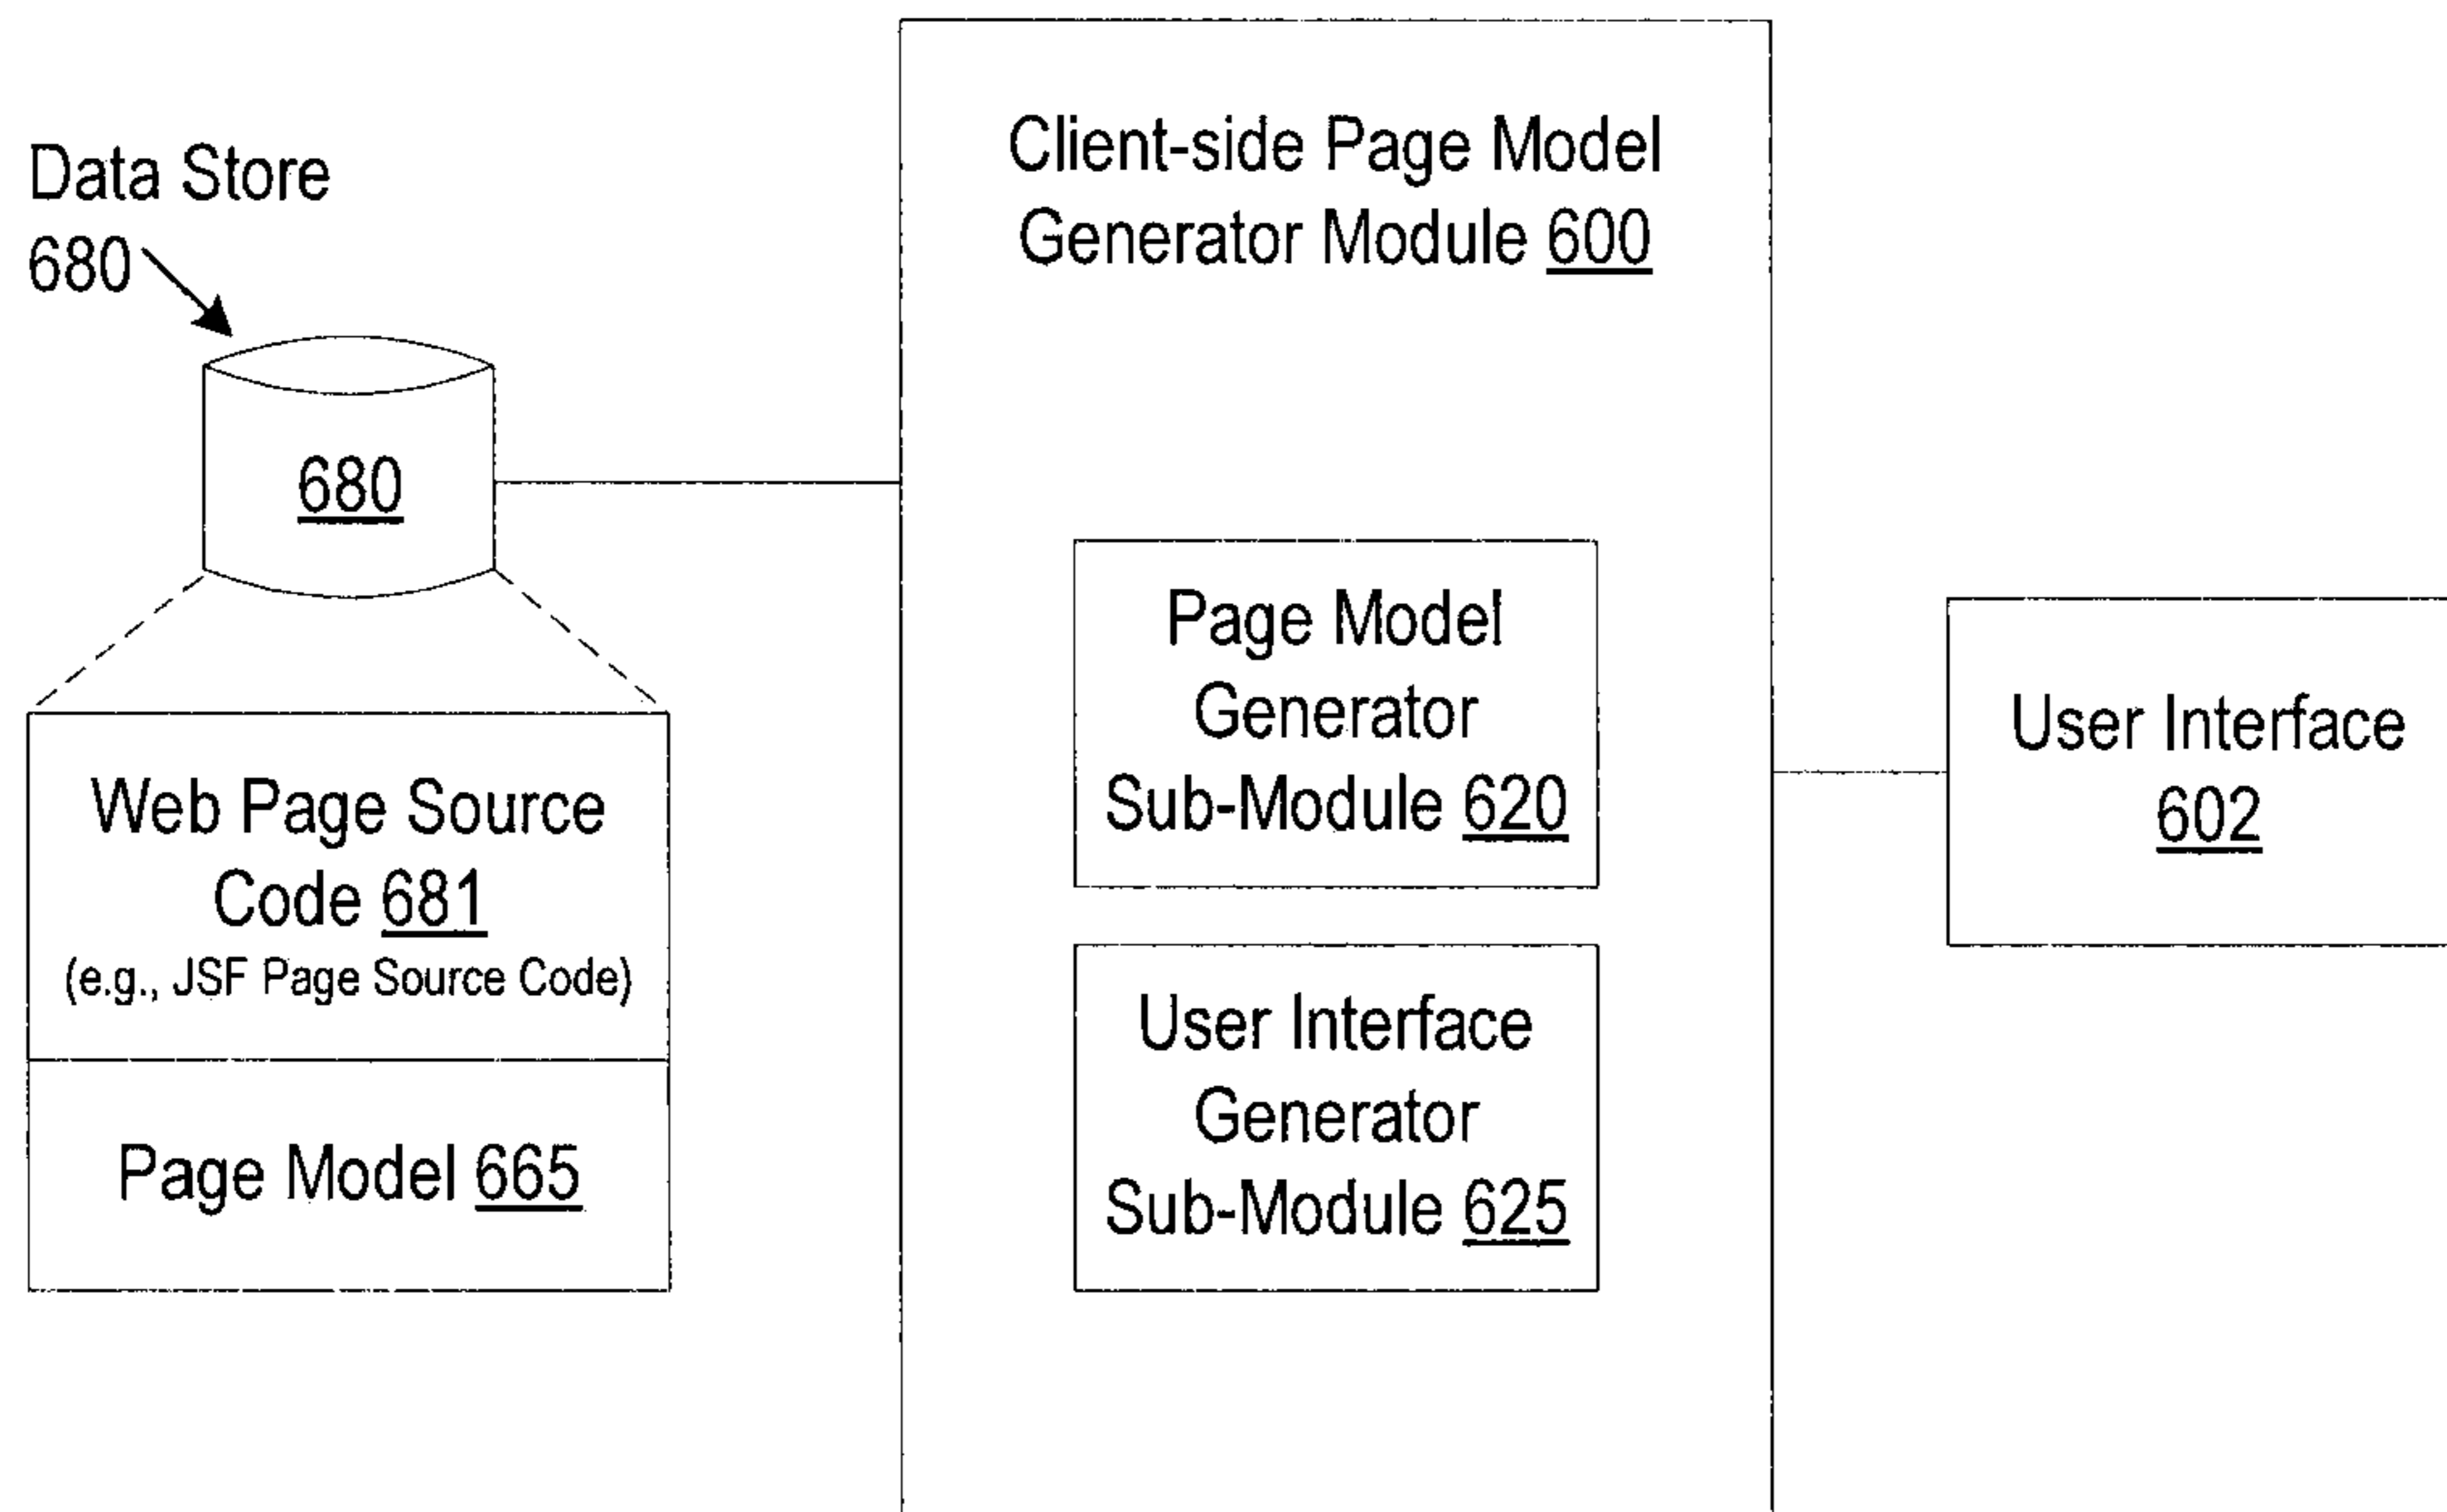 Data Store
680
680
Web Page Source
Code 681
(e.g., JSF Page Source Code)
Page Model 665
Client-side Page Model
Generator Module 600
Page Model
Generator
Sub-Module 620
User Interface
Generator
Sub-Module 625
User Interface
602